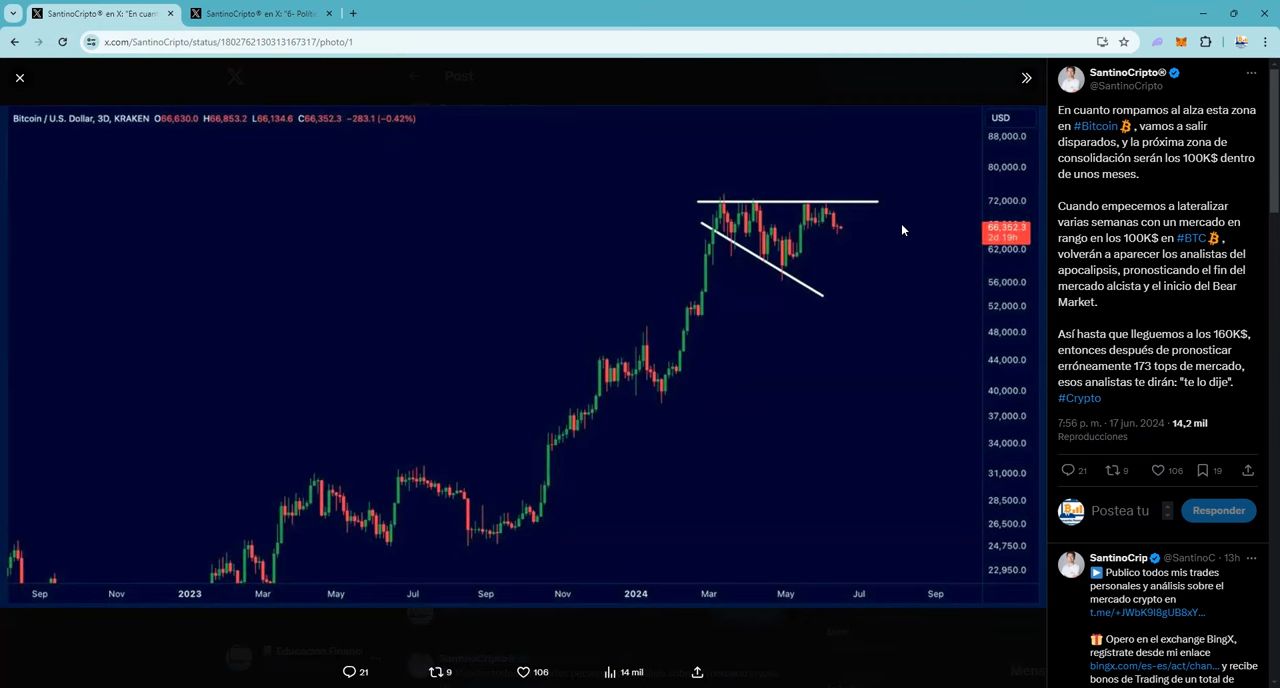 SantinoCripto® en X: "En cuant
SantinoCripto® en X: "6- Políti
x.com/SantinoCripto/status/1802762130313167317/photo/1
Post
Bitcoin / U.S. Dollar, 3D, KRAKEN O66,630.0 H66,853.2 L66,134.6 C66,352.3 −283.1 (−0.42%)
USD
88,000.0
80,000.0
72,000.0
66,352.3
2d 19h
62,000.0
56,000.0
52,000.0
48,000.0
44,000.0
40,000.0
37,000.0
34,000.0
31,000.0
28,500.0
26,500.0
24,750.0
22,950.0
Sep Nov 2023 Mar May Jul Sep Nov 2024 Mar May Jul Sep
21 9 106 14 mil
SantinoCripto®
@SantinoCripto
En cuanto rompamos al alza esta zona
en #Bitcoin, vamos a salir
disparados, y la próxima zona de
consolidación serán los 100K$ dentro
de unos meses.
Cuando empecemos a lateralizar
varias semanas con un mercado en
rango en los 100K$ en #BTC,
volverán a aparecer los analistas del
apocalipsis, pronosticando el fin del
mercado alcista y el inicio del Bear
Market.
Así hasta que lleguemos a los 160K$,
entonces después de pronosticar
erróneamente 173 tops de mercado,
esos analistas te dirán: "te lo dije".
#Crypto
7:56 p. m. · 17 jun. 2024 · 14,2 mil
Reproducciones
21 9 106 19
Postea tu
Responder
SantinoCrip @SantinoC · 13h
Publico todos mis trades
personales y análisis sobre el
mercado crypto en
t.me/+JWbK9I8gUB8xY…
Opero en el exchange BingX,
regístrate desde mi enlace
bingx.com/es-es/act/chan… y recibe
bonos de Trading de un total de